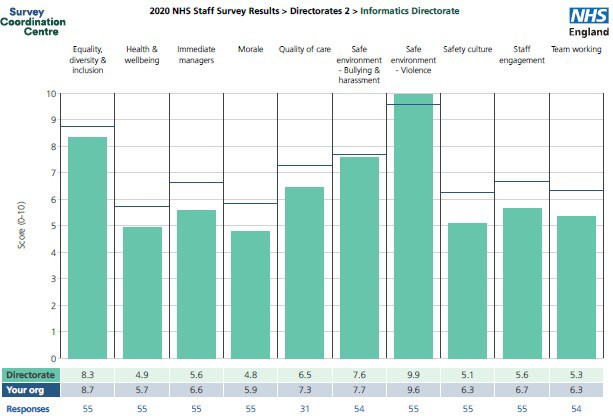 Survey
Coordination
Centre
2020 NHS Staff Survey Results > Directorates 2 > Informatics Directorate
NHS
England
Equality,
diversity &
inclusion
Health &
wellbeing
Immediate
managers
Morale
Quality of care
Safe
environment
- Bullying &
harassment
Safe
environment
- Violence
Safety culture
Staff
engagement
Team working
Score (0-10)
10
9
8
7
6
5
4
3
2
1
0
Directorate 8.3 4.9 5.6 4.8 6.5 7.6 9.9 5.1 5.6 5.3
Your org 8.7 5.7 6.6 5.9 7.3 7.7 9.6 6.3 6.7 6.3
Responses 55 55 55 55 31 54 55 55 55 54